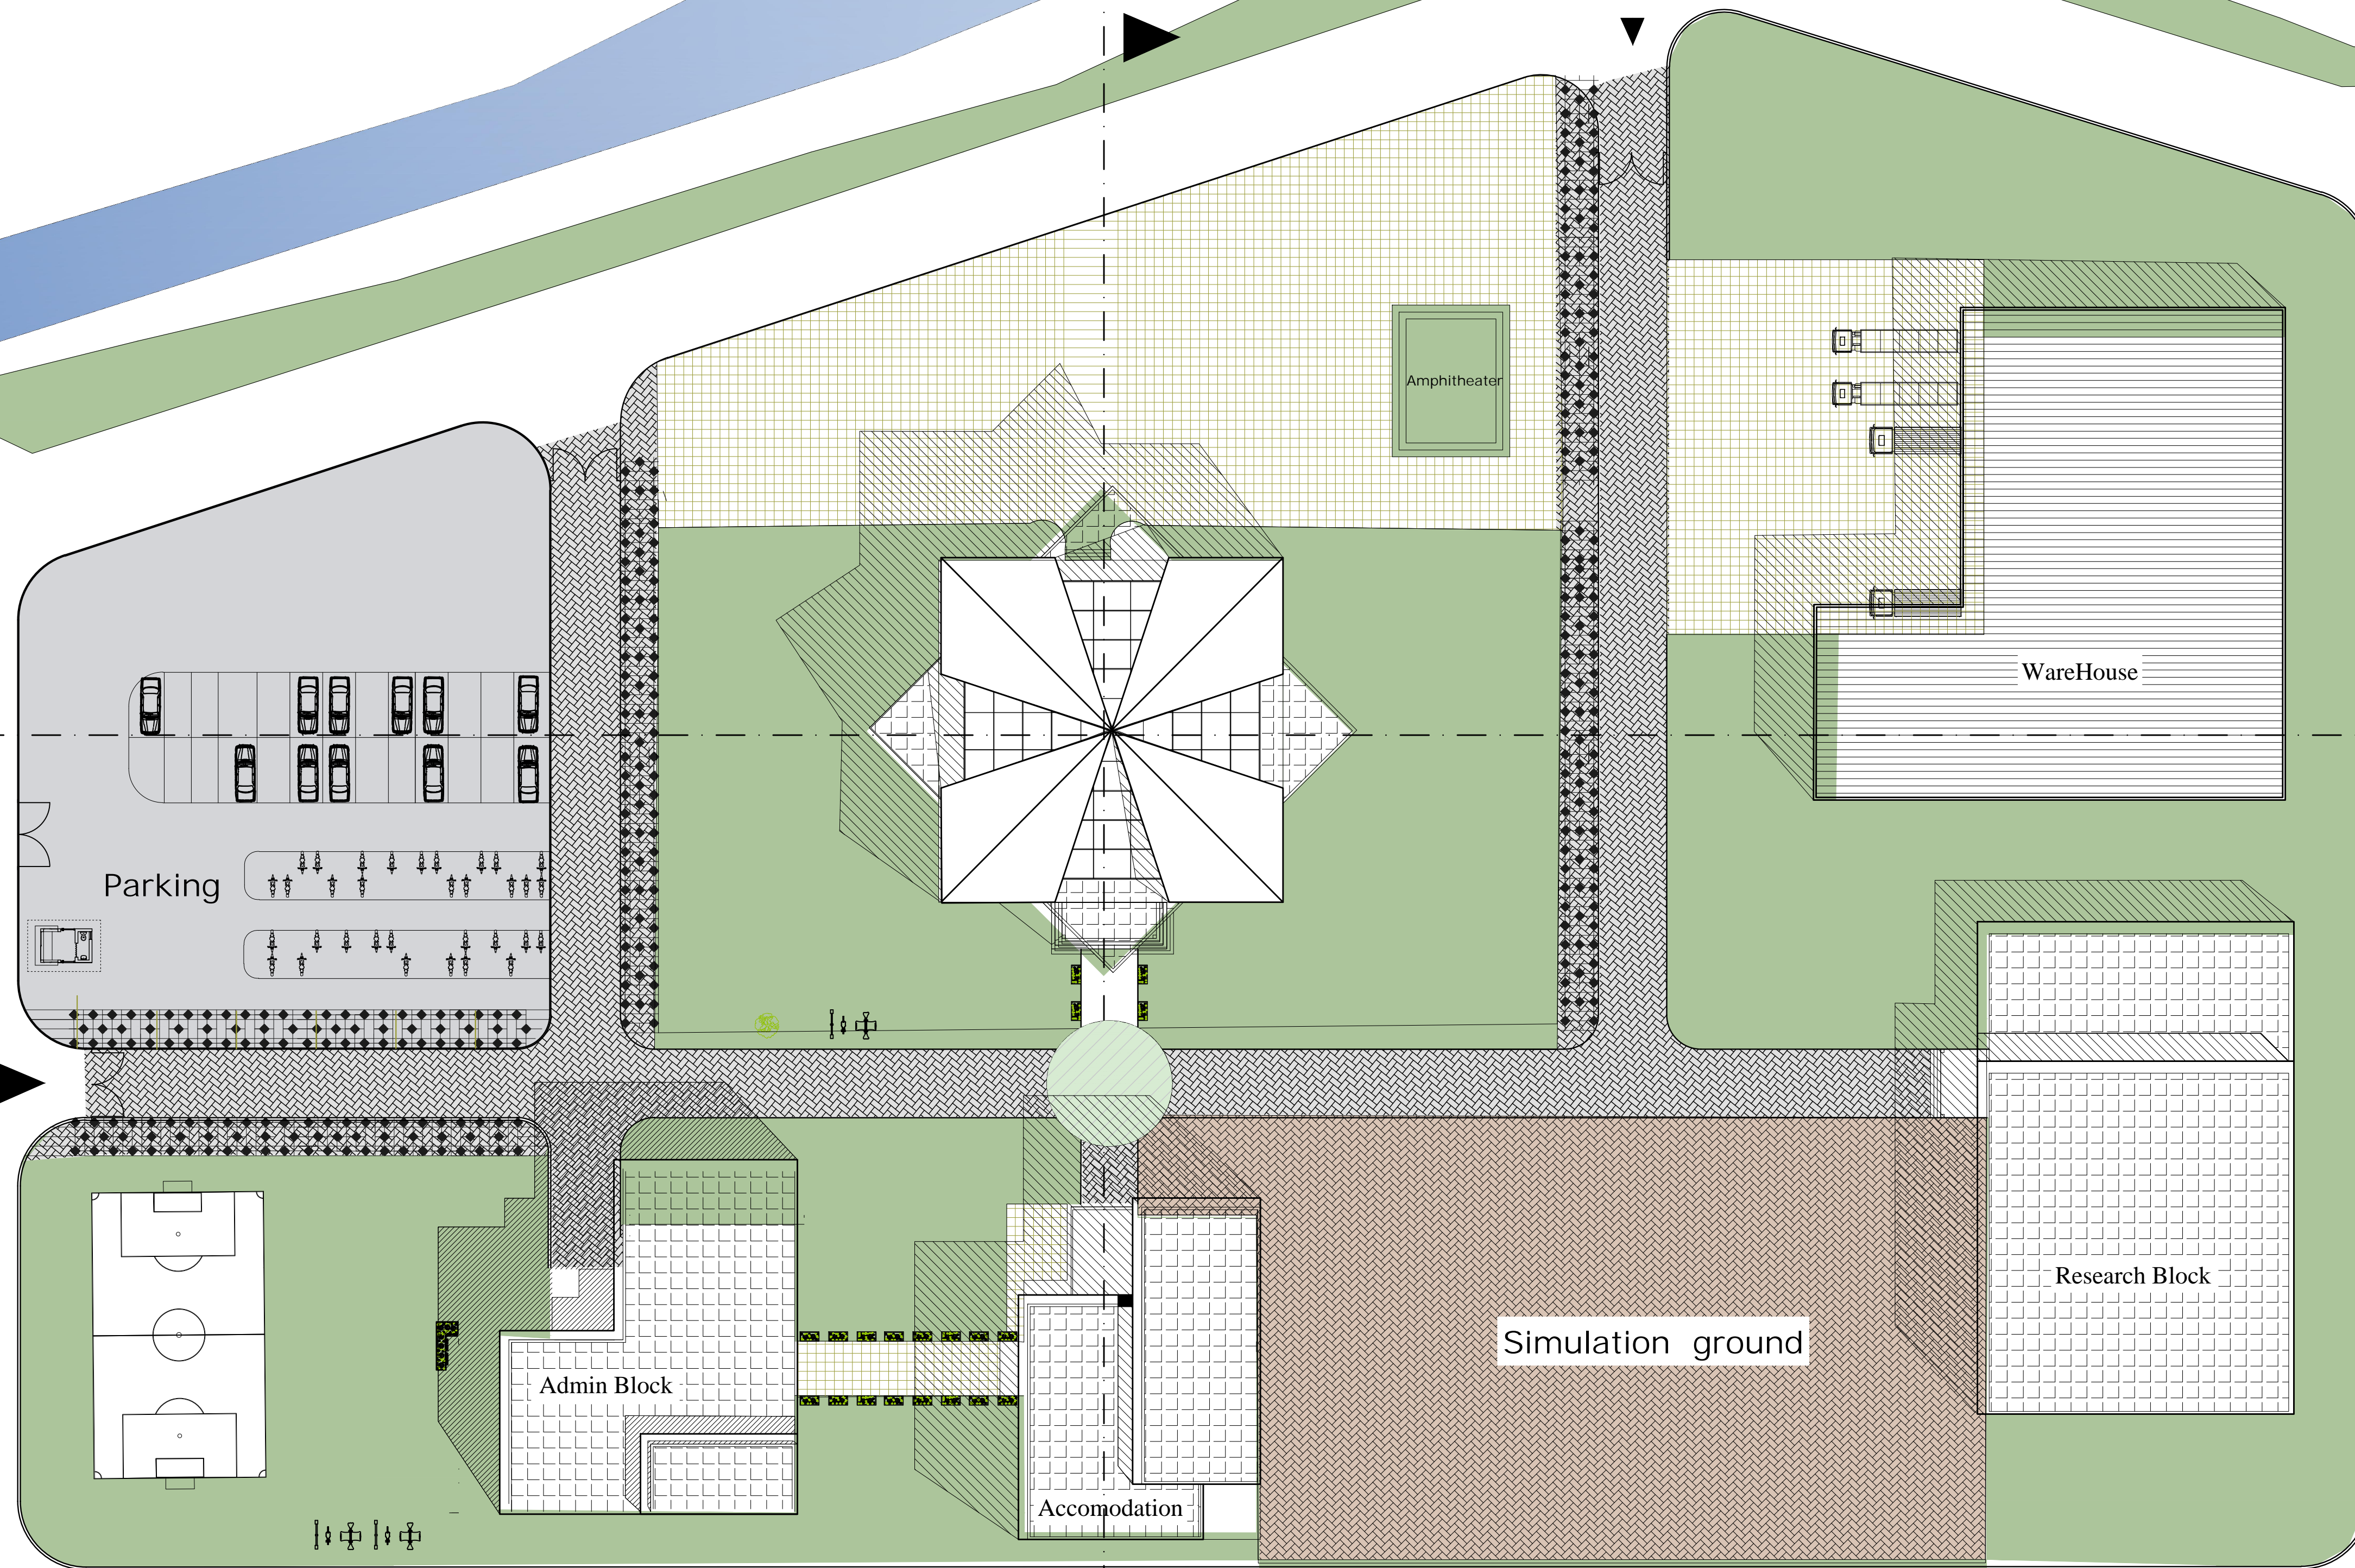 Amphitheater
WareHouse
Parking
Research Block
Simulation ground
Admin Block
Accomodation